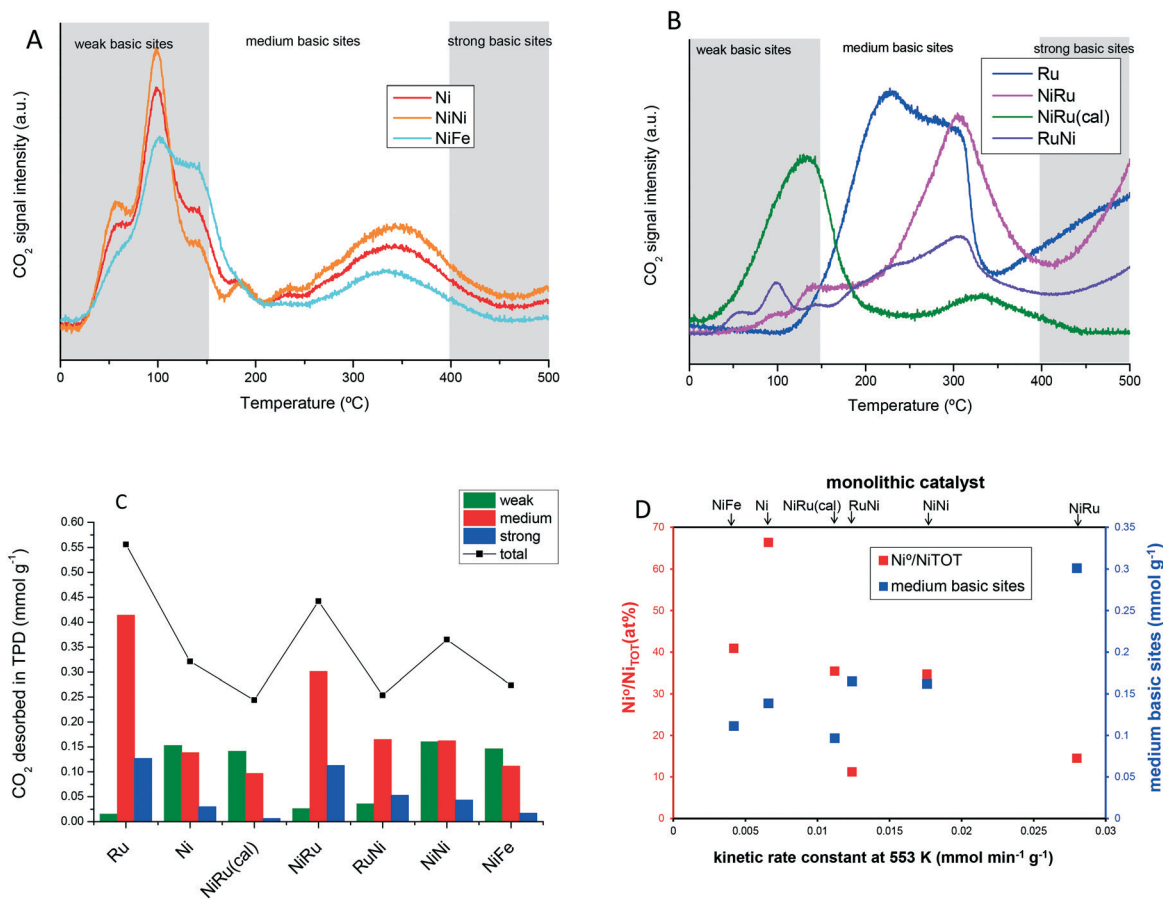 A
weak basic sites
medium basic sites
strong basic sites
Ni
NiNi
NiFe
CO2 signal intensity (a.u.)
0 100 200 300 400 500
Temperature (ºC)
B
weak basic sites
medium basic sites
strong basic sites
Ru
NiRu
NiRu(cal)
RuNi
CO2 signal intensity (a.u.)
0 100 200 300 400 500
Temperature (ºC)
C
weak
medium
strong
total
CO2 desorbed in TPD (mmol g-1)
0.60
0.55
0.50
0.45
0.40
0.35
0.30
0.25
0.20
0.15
0.10
0.05
0.00
Ru Ni NiRu(cal) NiRu RuNi NiNi NiFe
monolithic catalyst
D
NiFe Ni NiRu(cal) RuNi NiNi NiRu
Niº/NiTOT
medium basic sites
Niº/NiTOT(at%)
70
60
50
40
30
20
10
0
medium basic sites (mmol g-1)
0.35
0.3
0.25
0.2
0.15
0.1
0.05
0
0 0.005 0.01 0.015 0.02 0.025 0.03
kinetic rate constant at 553 K (mmol min-1 g-1)